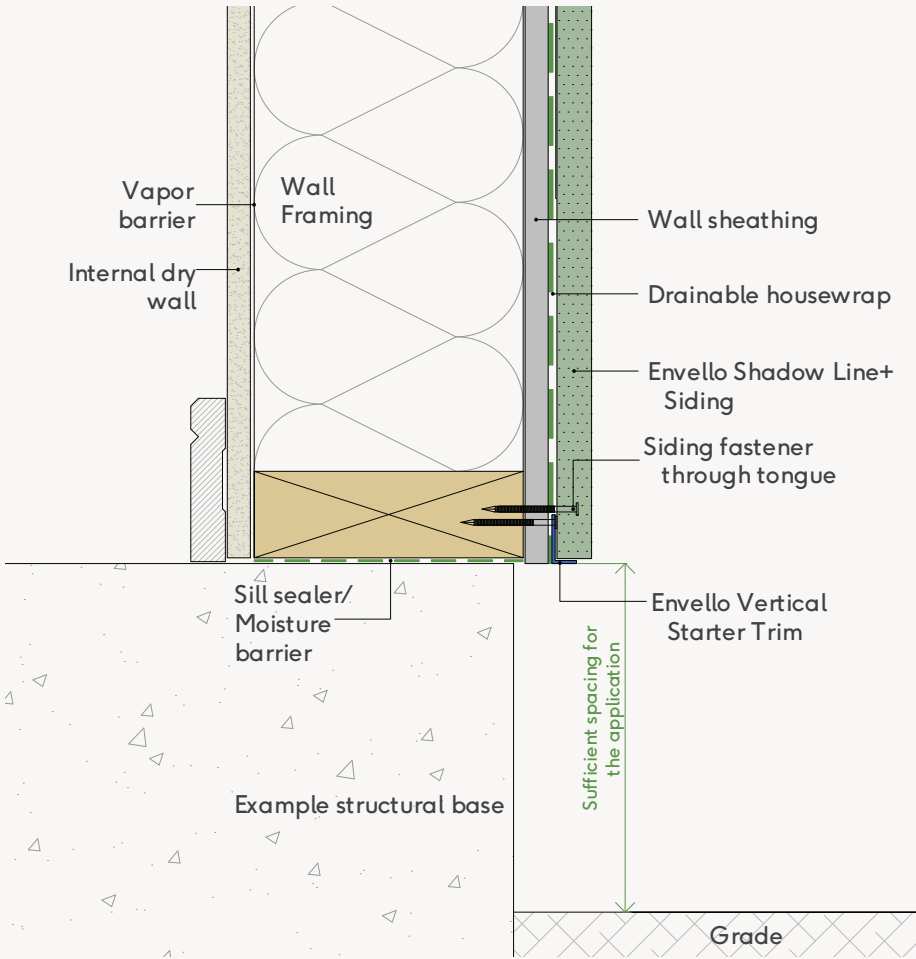 Vapor
barrier
Wall
Framing
Internal dry
wall
Wall sheathing
Drainable housewrap
Envello Shadow Line+
Siding
Siding fastener
through tongue
Sill sealer/
Moisture
barrier
Envello Vertical
Starter Trim
Sufficient spacing for
the application
Example structural base
Grade